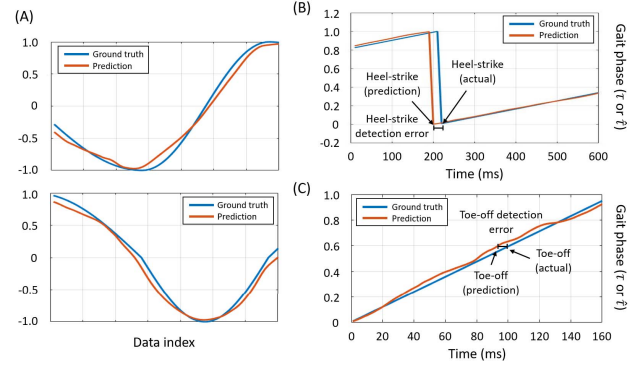 (A)
1.0
0.5
0
-0.5
-1.0
Ground truth
Prediction
1.0
0.5
0
-0.5
-1.0
Ground truth
Prediction
Data index
(B)
1.2
1.0
0.8
0.6
0.4
0.2
0
-0.2
Ground truth
Prediction
Heel-strike
(prediction)
Heel-strike
(actual)
Heel-strike
detection error
0
100
200
300
400
500
600
Time (ms)
Gait phase (τ or τ̂)
(C)
1.0
0.8
0.6
0.4
0.2
0
Ground truth
Prediction
Toe-off detection
error
Toe-off
(prediction)
Toe-off
(actual)
0
20
40
60
80
100
120
140
160
Time (ms)
Gait phase (τ or τ̂)